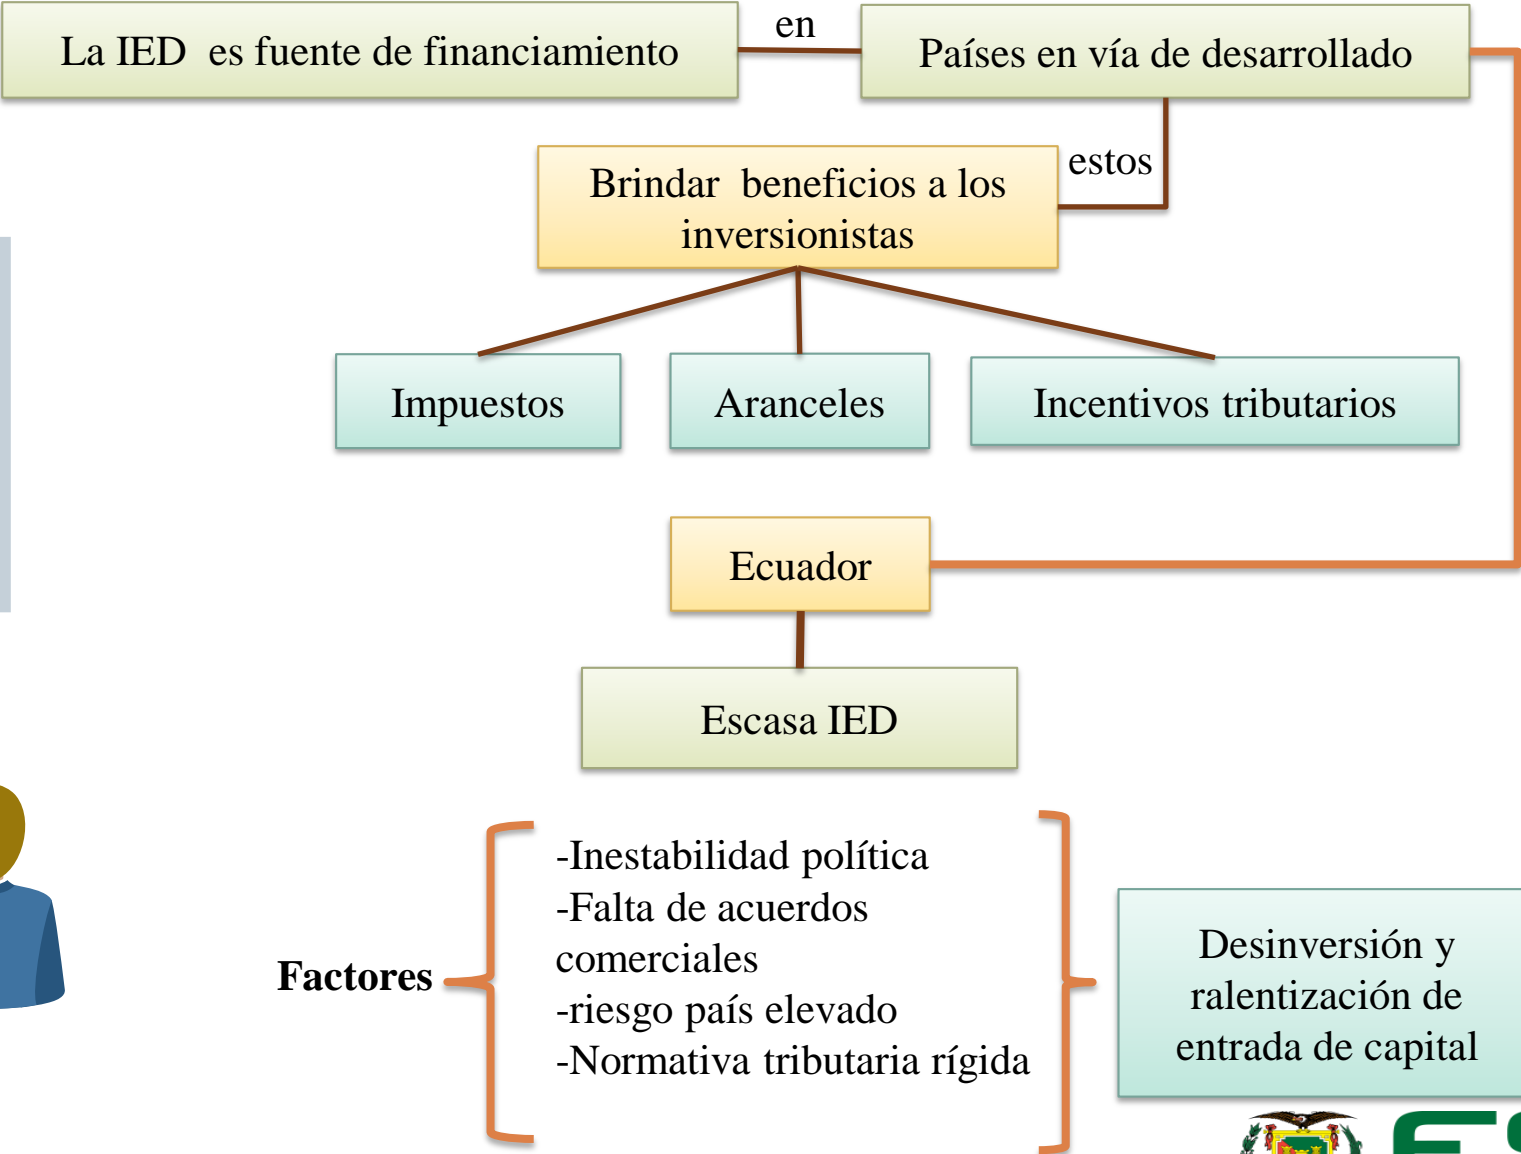 La IED es fuente de financiamiento
en
Países en vía de desarrollado
estos
Brindar beneficios a los
inversionistas
Impuestos
Aranceles
Incentivos tributarios
Ecuador
Escasa IED
Factores
-Inestabilidad política
-Falta de acuerdos
comerciales
-riesgo país elevado
-Normativa tributaria rígida
Desinversión y
ralentización de
entrada de capital